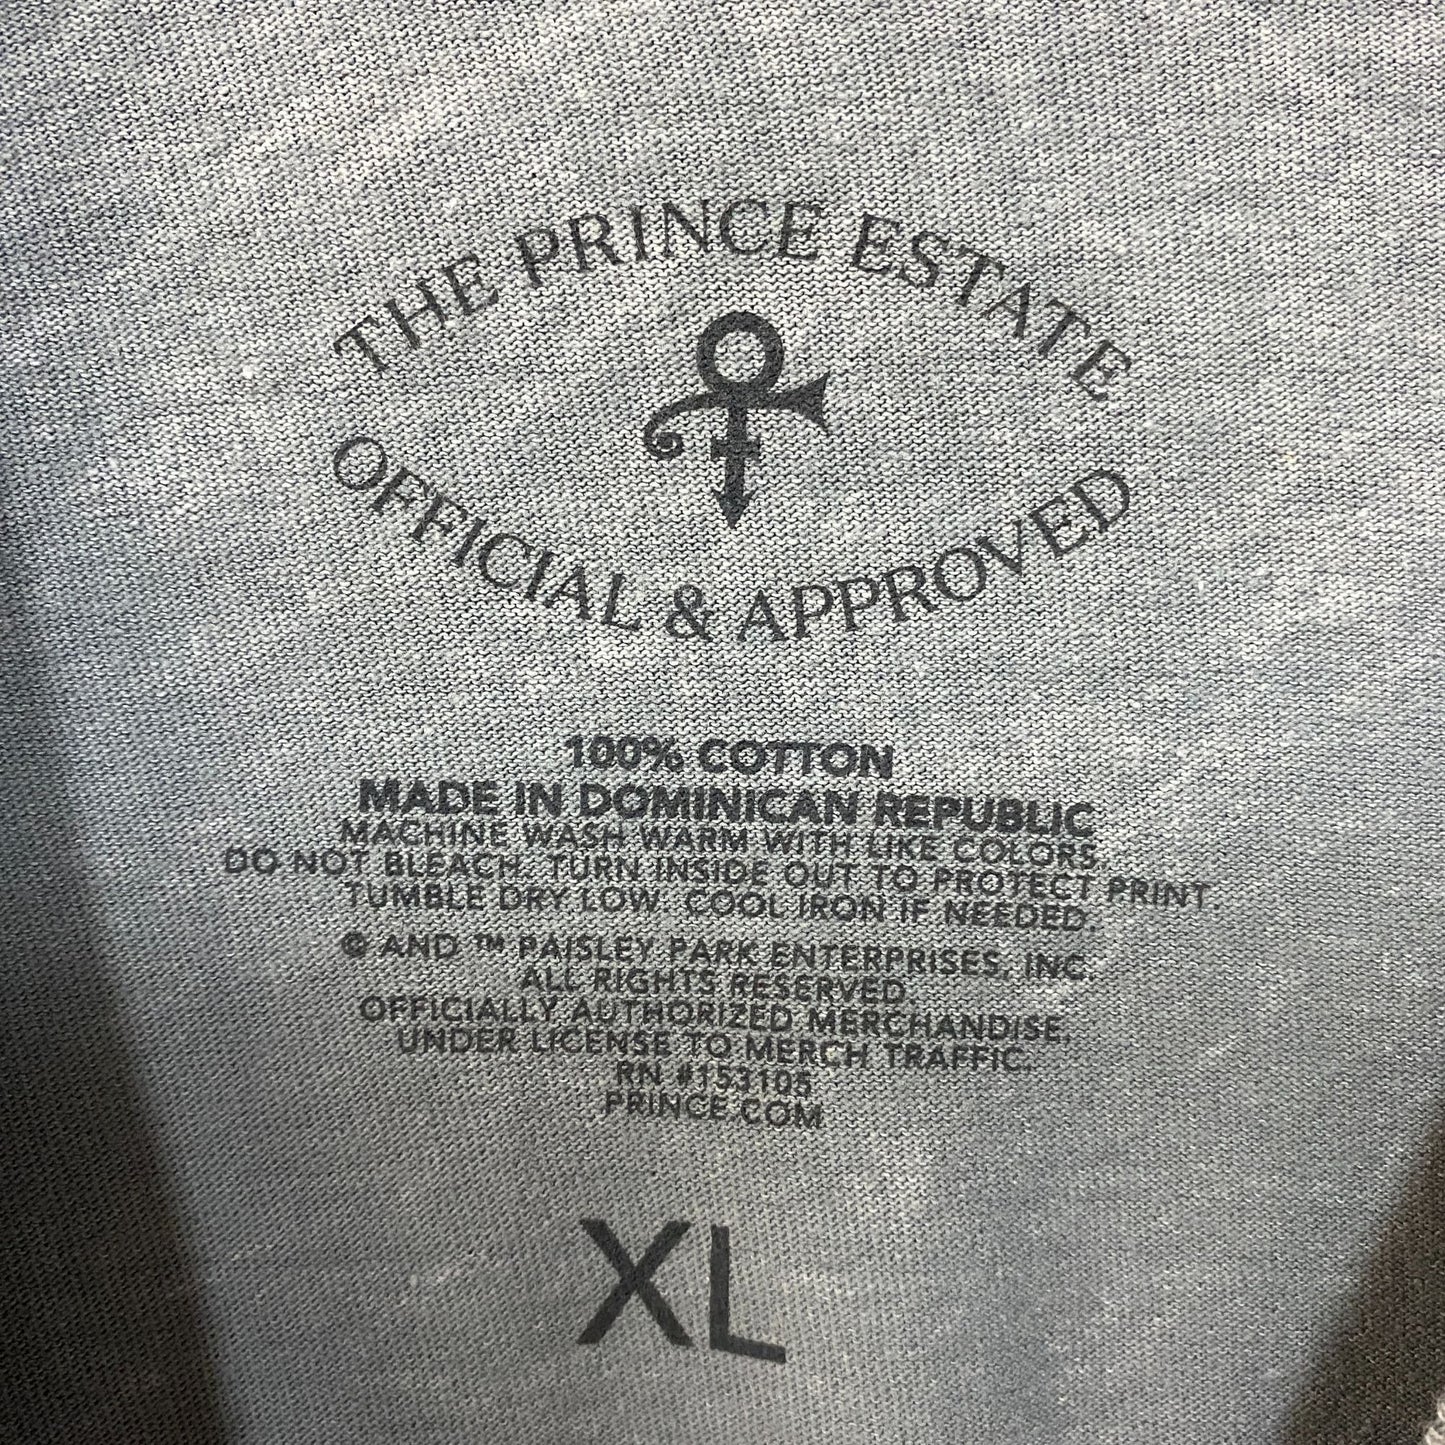 THE PRINCE ESTATE
OFFICIAL & APPROVED
100% COTTON
MADE IN DOMINICAN REPUBLIC
MACHINE WASH WARM WITH LIKE COLORS.
DO NOT BLEACH. TURN INSIDE OUT TO PROTECT PRINT.
TUMBLE DRY LOW. COOL IRON IF NEEDED.
© AND ™ PAISLEY PARK ENTERPRISES, INC.
ALL RIGHTS RESERVED.
OFFICIALLY AUTHORIZED MERCHANDISE,
UNDER LICENSE TO MERCH TRAFFIC.
RN #153105
PRINCE.COM
XL